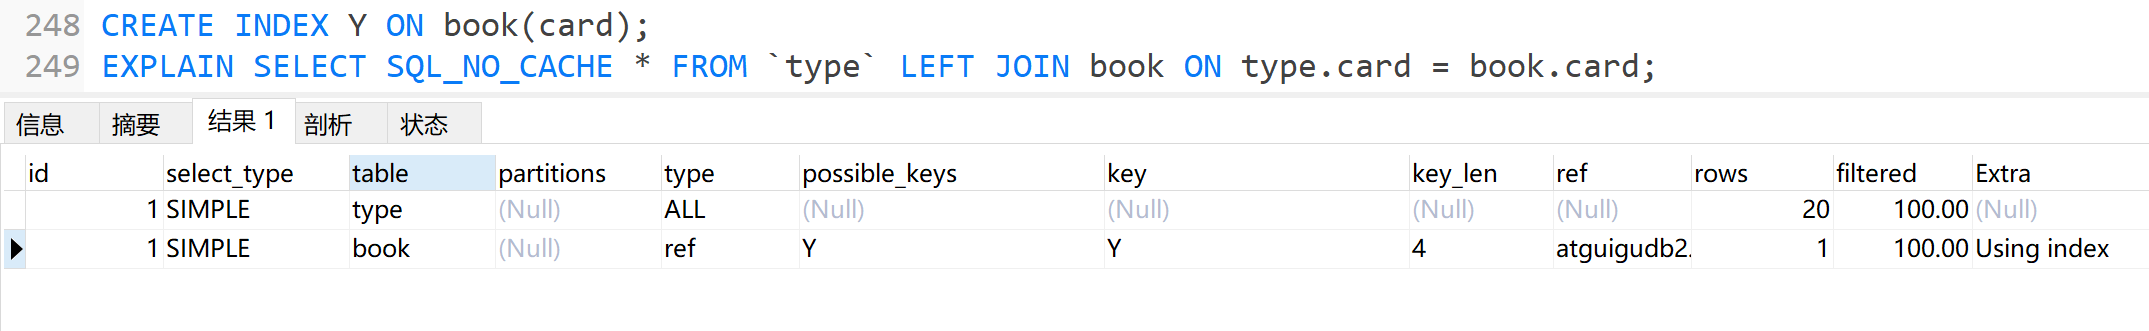 248 CREATE INDEX Y ON book(card);
249 EXPLAIN SELECT SQL_NO_CACHE * FROM `type` LEFT JOIN book ON type.card = book.card;
信息 摘要 结果 1 剖析 状态
id select_type table partitions type possible_keys key key_len ref rows filtered Extra
1 SIMPLE type (Null) ALL (Null) (Null) (Null) (Null) 20 100.00 (Null)
1 SIMPLE book (Null) ref Y Y 4 atguigudb2. 1 100.00 Using index